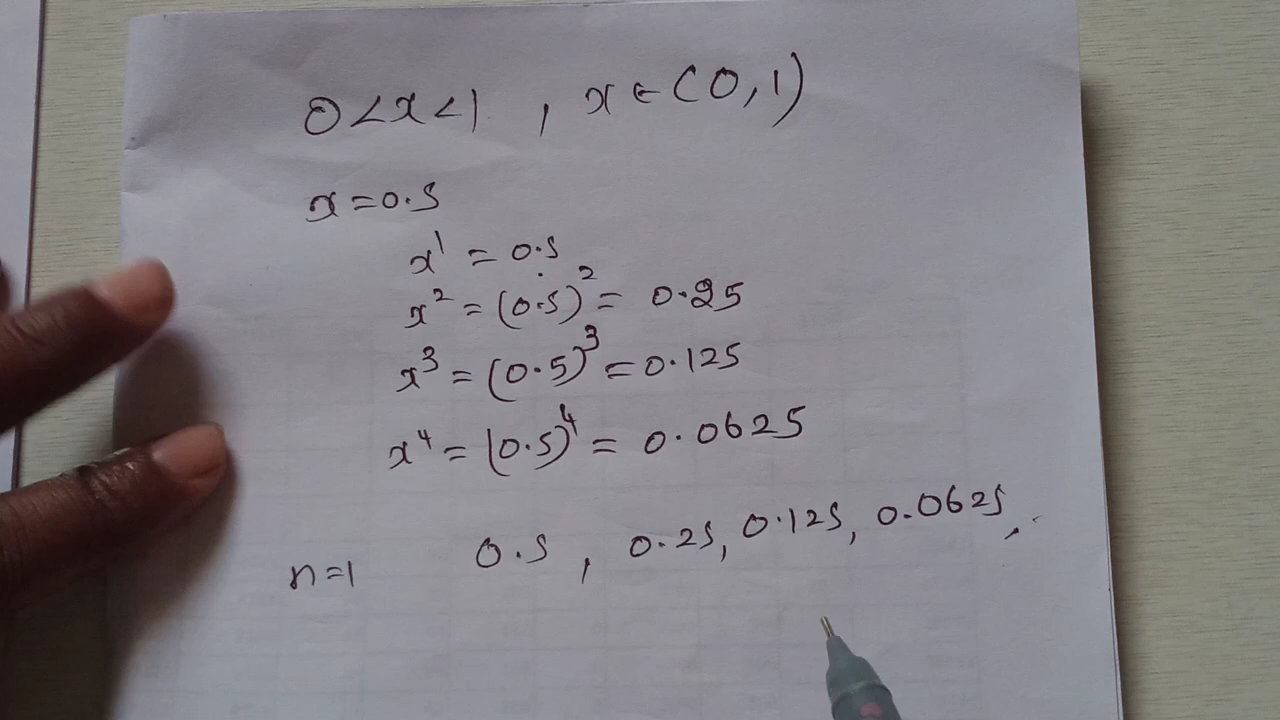 0<x<1 , x∈(0,1)
x=0.5
x¹ = 0.5
x² = (0.5)² = 0.25
x³ = (0.5)³ = 0.125
x⁴ = (0.5)⁴ = 0.0625
n=1 0.5 , 0.25, 0.125, 0.0625,